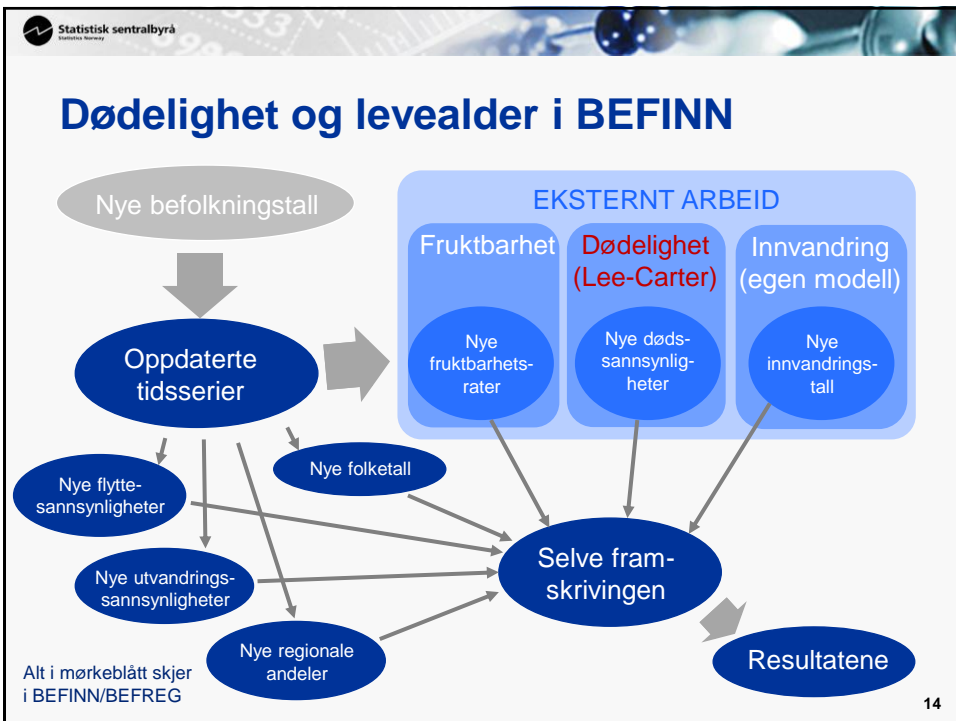 Statistisk sentralbyrå
Statistics Norway
Dødelighet og levealder i BEFINN
Nye befolkningstall
EKSTERNT ARBEID
Fruktbarhet
Dødelighet
(Lee-Carter)
Innvandring
(egen modell)
Oppdaterte
tidsserier
Nye
fruktbarhets-
rater
Nye døds-
sannsynlig-
heter
Nye
innvandrings-
tall
Nye folketall
Nye flytte-
sannsynligheter
Nye utvandrings-
sannsynligheter
Nye regionale
andeler
Selve fram-
skrivingen
Resultatene
Alt i mørkeblått skjer
i BEFINN/BEFREG
14